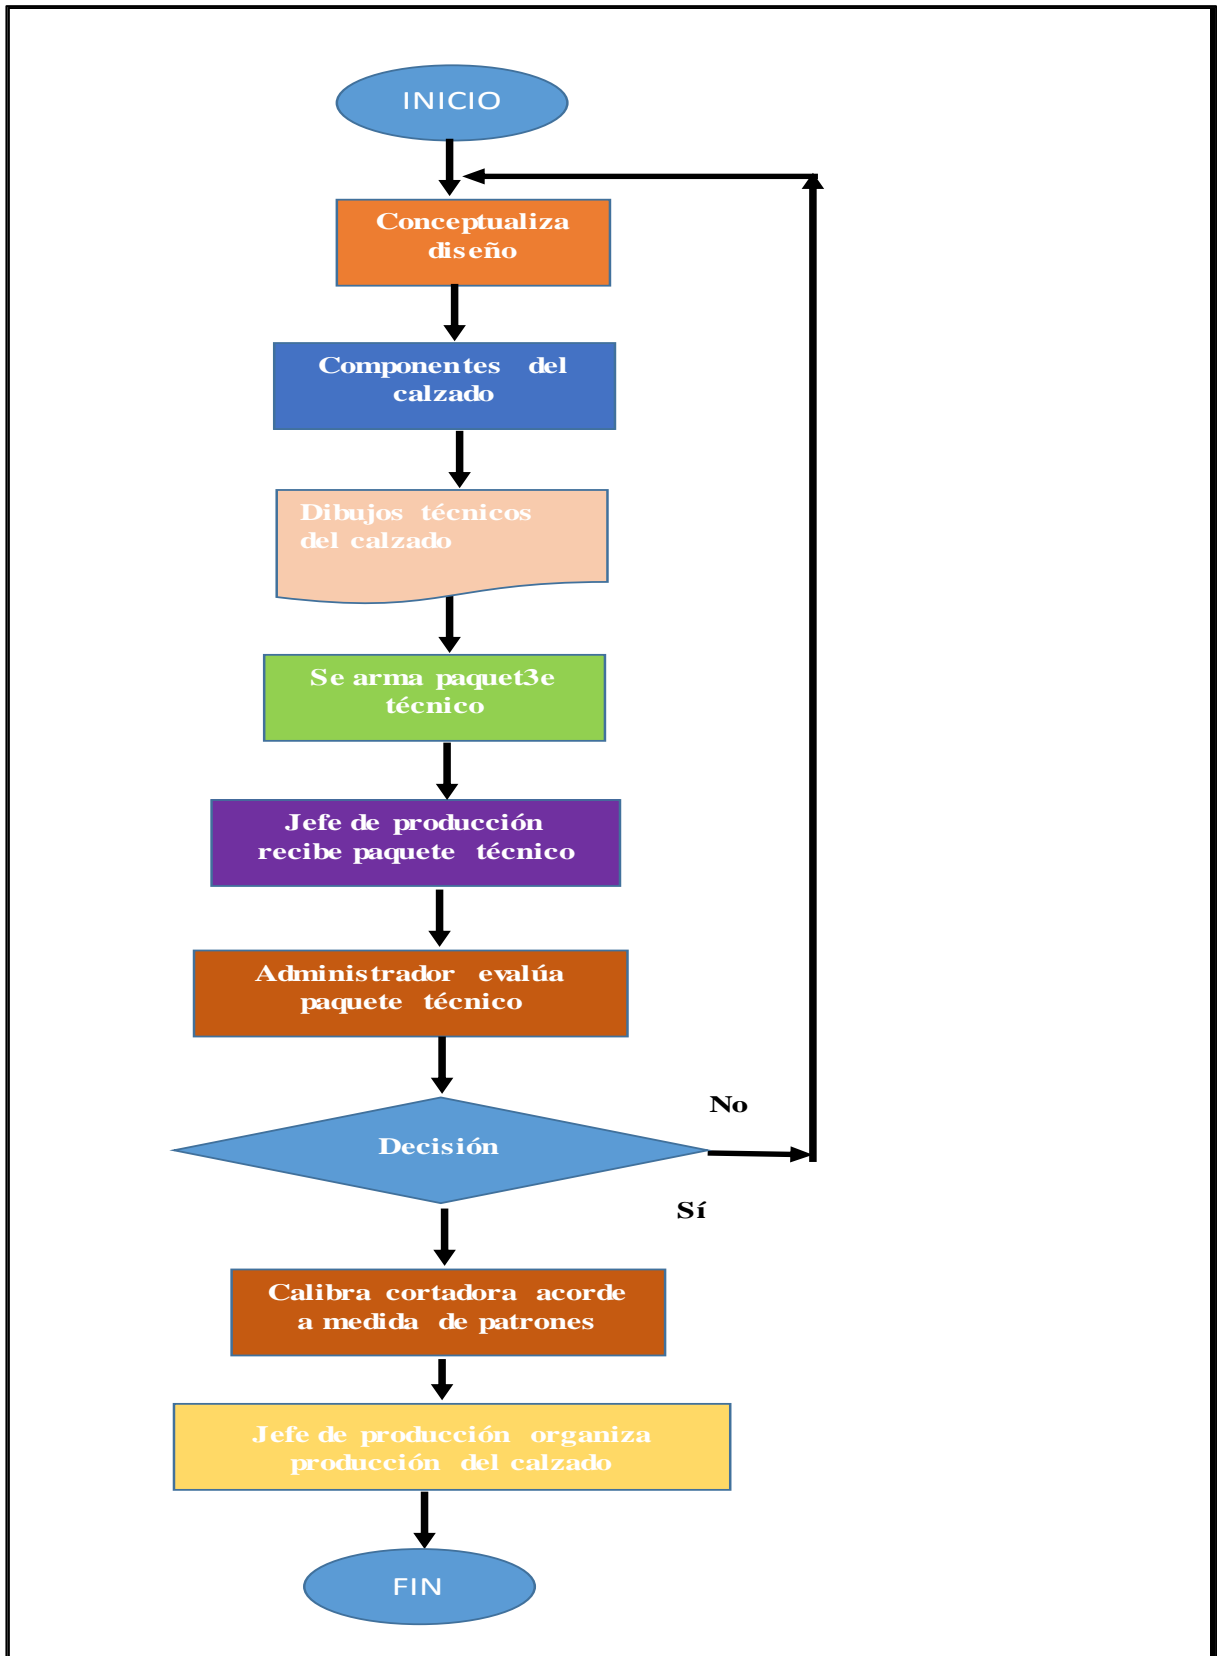 INICIO
Conceptualiza
diseño
Componentes del
calzado
Dibujos técnicos
del calzado
Se arma paquet3e
técnico
Jefe de producción
recibe paquete técnico
Administrador evalúa
paquete técnico
No
Decisión
Sí
Calibra cortadora acorde
a medida de patrones
Jefe de producción organiza
producción del calzado
FIN